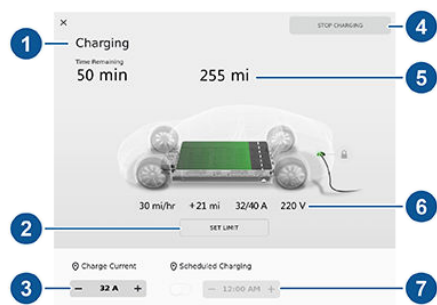 ×
STOP CHARGING
4
1
Charging
Time Remaining
50 min
255 mi
5
30 mi/hr +21 mi 32/40 A 220 V
6
2
SET LIMIT
Charge Current
Scheduled Charging
3
− 32 A +
− 12:00 AM +
7